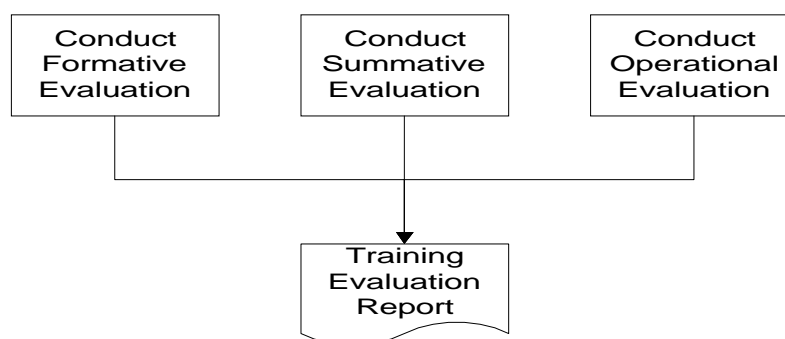 Conduct
Formative
Evaluation
Conduct
Summative
Evaluation
Conduct
Operational
Evaluation
Training
Evaluation
Report